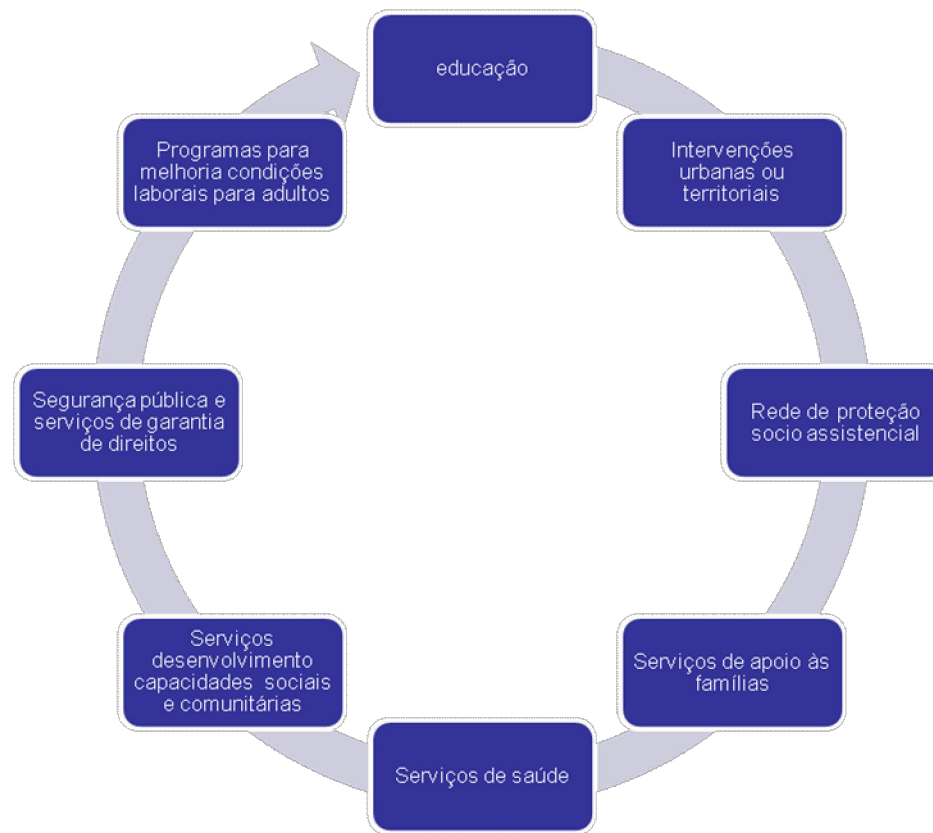 educação
Intervenções
urbanas ou
territoriais
Rede de proteção
socio assistencial
Serviços de apoio às
famílias
Serviços de saúde
Serviços
desenvolvimento
capacidades sociais
e comunitárias
Segurança pública e
serviços de garantia
de direitos
Programas para
melhoria condições
laborais para adultos